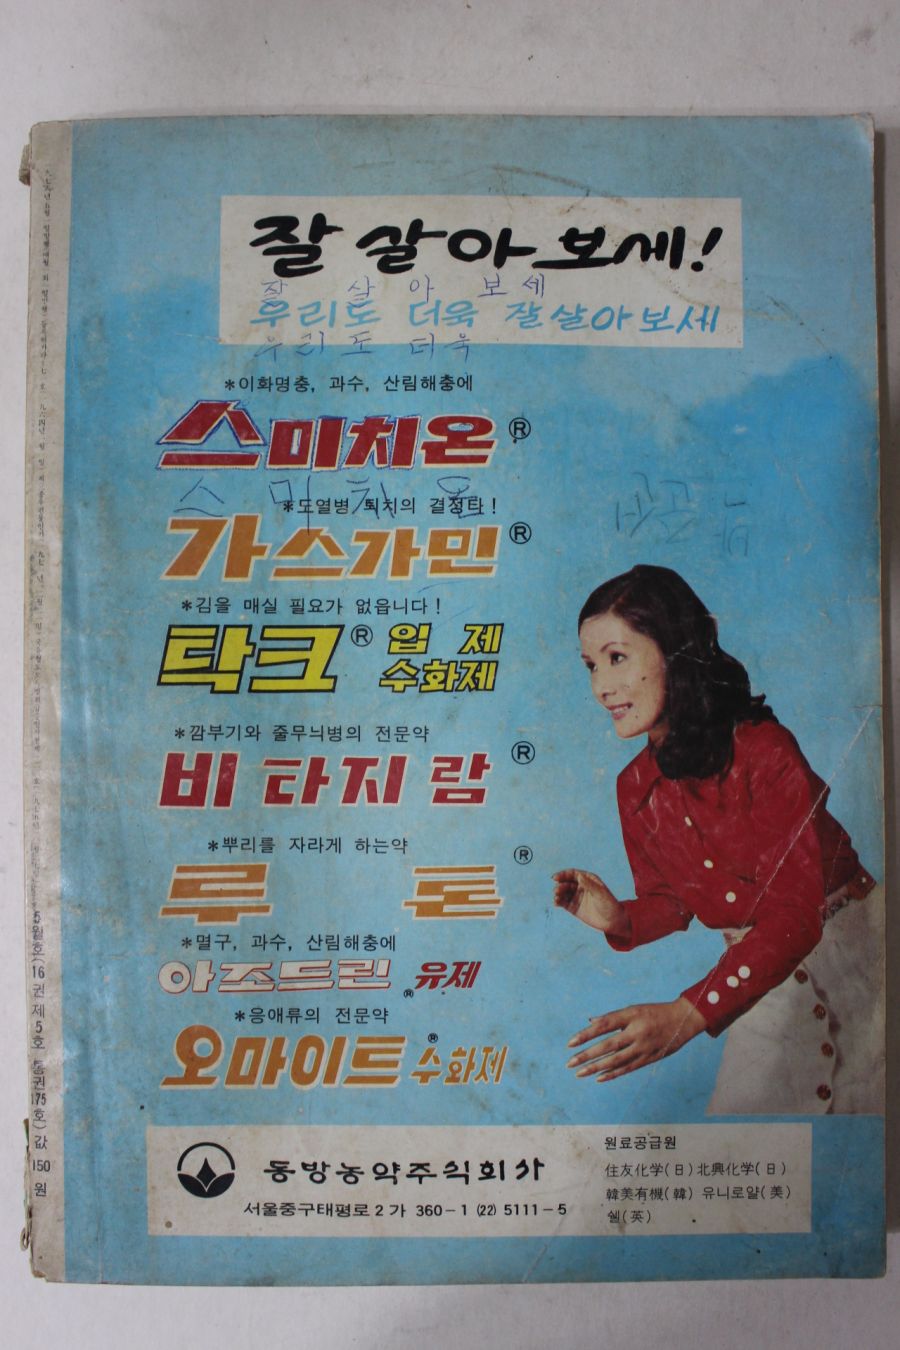 잘 살아 보세!
잘 살 아 보 세
우리도 더욱 잘살아보세
우리도 더욱
*이화명충, 과수, 산림해충에
스미치온®
스 미 치 온
*도열병 퇴치의 결정타!
가스가민®
*김을 매실 필요가 없읍니다!
탁크® 입제
수화제
*깜부기와 줄무늬병의 전문약
비타지람®
*뿌리를 자라게 하는약
루톤®
*멸구, 과수, 산림해충에
아조드린® 유제
*응애류의 전문약
오마이트® 수화제
동방농약주식회사
서울중구태평로2가 360-1 (22) 5111-5
원료공급원
住友化学(日) 北興化学(日)
韓美有機(韓) 유니로얄(美)
쉘(英)
5월호(16권 제5호 통권175호) 값 150원